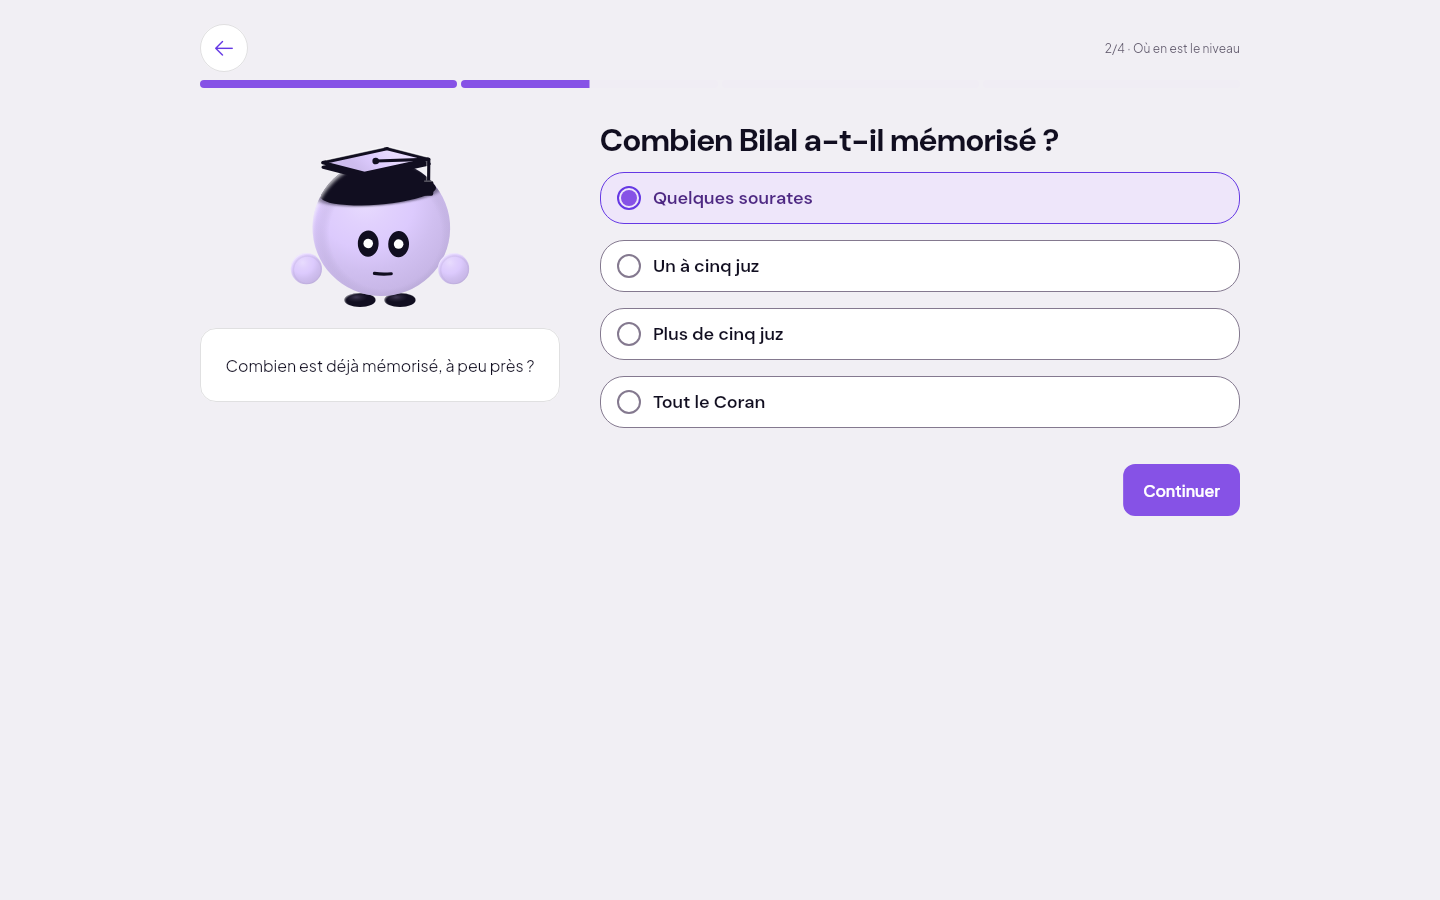 2/4 · Où en est le niveau
Combien Bilal a-t-il mémorisé ?
Quelques sourates
Un à cinq juz
Plus de cinq juz
Tout le Coran
Combien est déjà mémorisé, à peu près ?
Continuer